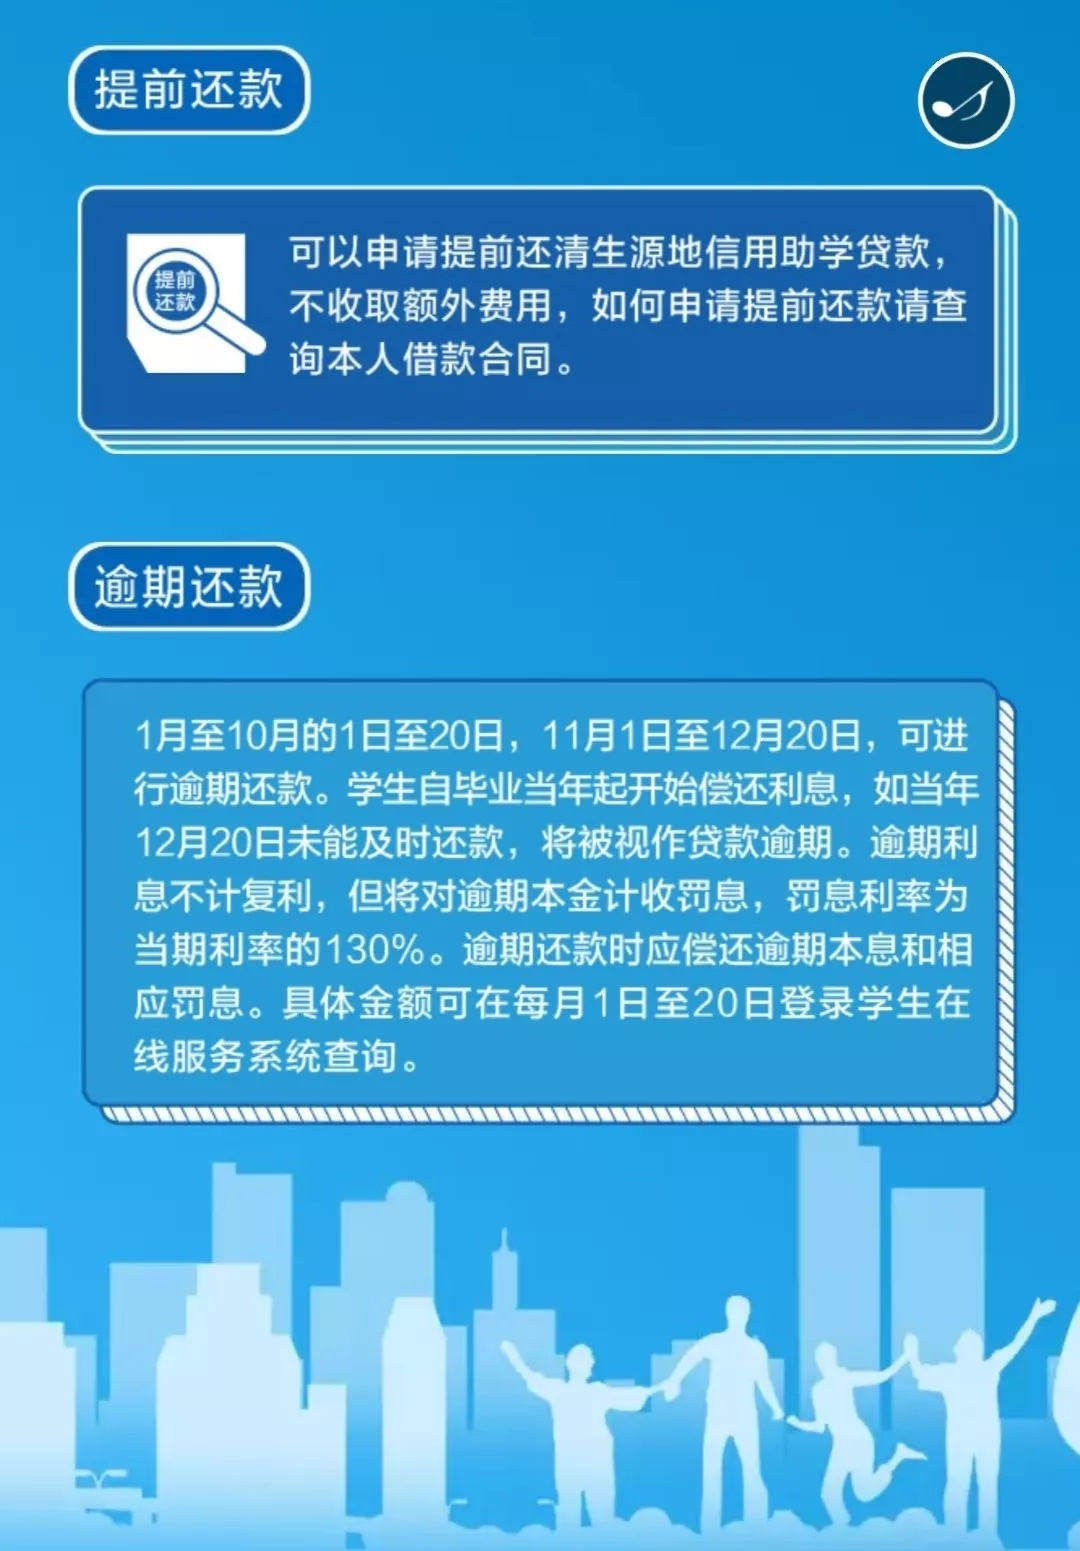 提前还款
提前
还款
可以申请提前还清生源地信用助学贷款，
不收取额外费用，如何申请提前还款请查
询本人借款合同。
逾期还款
1月至10月的1日至20日，11月1日至12月20日，可进
行逾期还款。学生自毕业当年起开始偿还利息，如当年
12月20日未能及时还款，将被视作贷款逾期。逾期利
息不计复利，但将对逾期本金计收罚息，罚息利率为
当期利率的130%。逾期还款时应偿还逾期本息和相
应罚息。具体金额可在每月1日至20日登录学生在
线服务系统查询。